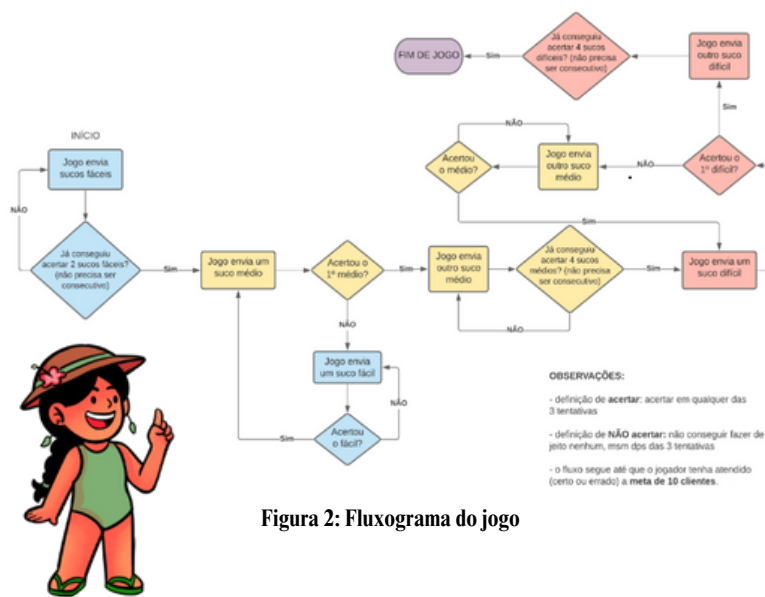 INÍCIO
Jogo envia
sucos fáceis
NÃO
Já conseguiu
acertar 2 sucos fáceis?
(não precisa ser
consecutivo)
Sim
Jogo envia um
suco médio
Acertou o
1º médio?
Sim
NÃO
Jogo envia
um suco fácil
NÃO
Acertou
o fácil?
Sim
Jogo envia
outro suco
médio
Já conseguiu
acertar 4 sucos
médios? (não precisa
ser consecutivo)
NÃO
Sim
Jogo envia um
suco difícil
Acertou o
1º difícil?
NÃO
Jogo envia
outro suco
médio
Acertou
o médio?
NÃO
Sim
Sim
Jogo envia
outro suco
difícil
Já conseguiu
acertar 4 sucos
difíceis? (não precisa
ser consecutivo)
Sim
FIM DE JOGO
OBSERVAÇÕES:
- definição de acertar: acertar em qualquer das
3 tentativas
- definição de NÃO acertar: não conseguir fazer de
jeito nenhum, msm dps das 3 tentativas
- o fluxo segue até que o jogador tenha atendido
(certo ou errado) a meta de 10 clientes.
Figura 2: Fluxograma do jogo